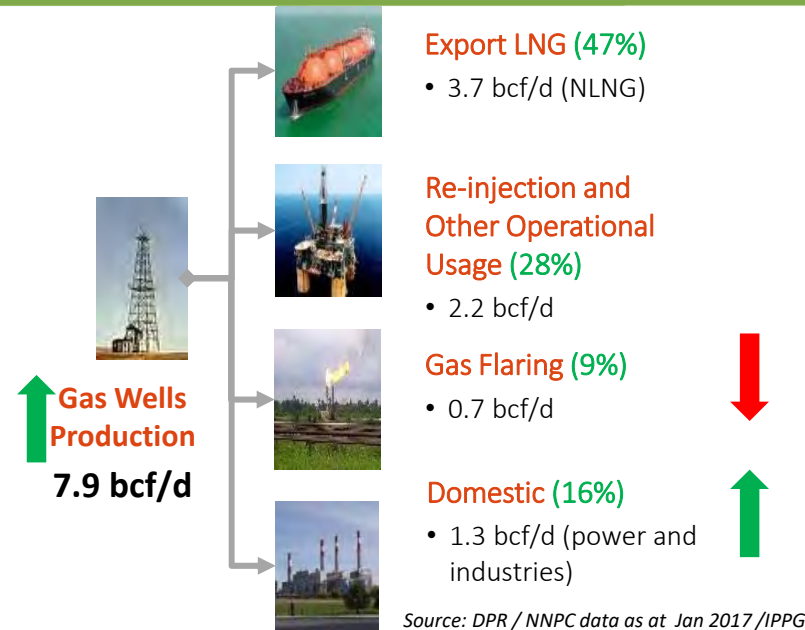 Export LNG (47%)
• 3.7 bcf/d (NLNG)
Re-injection and
Other Operational
Usage (28%)
• 2.2 bcf/d
Gas Flaring (9%)
• 0.7 bcf/d
Gas Wells
Production
7.9 bcf/d
Domestic (16%)
• 1.3 bcf/d (power and
industries)
Source: DPR / NNPC data as at Jan 2017 /IPPG